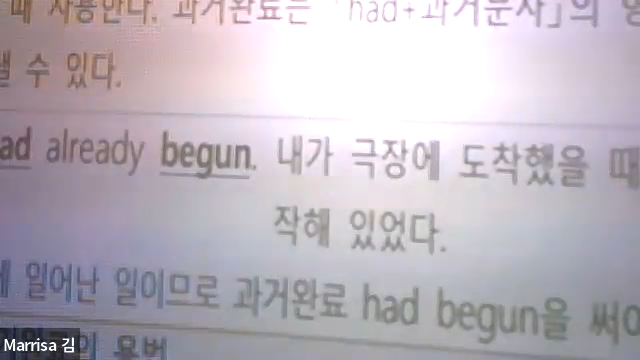 때 사용한다. 과거완료는 「had+과거분사」의
낼 수 있다.
had already begun. 내가 극장에 도착했을 때
작해 있었다.
에 일어난 일이므로 과거완료 had begun을 써야
Marrisa 김